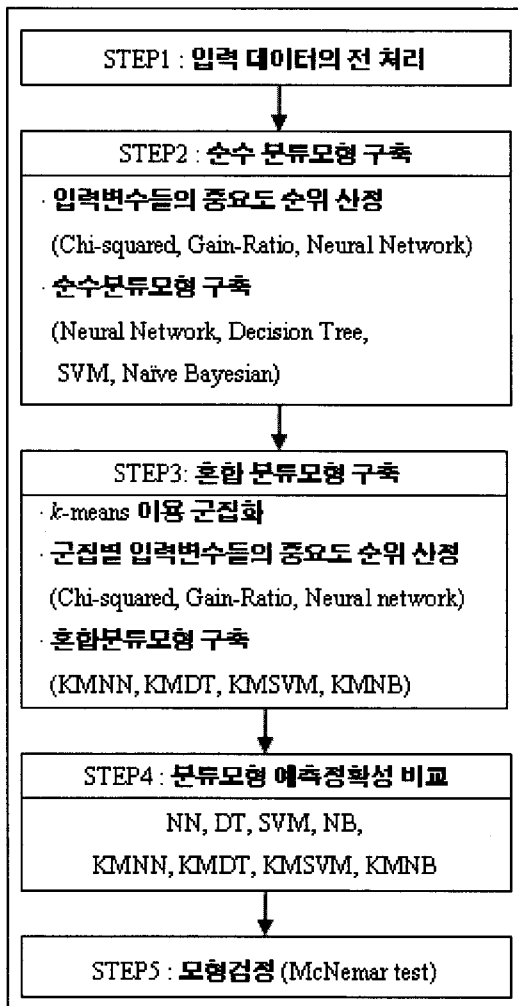 STEP1 : 입력 데이터의 전 처리
STEP2 : 순수 분류모형 구축
· 입력변수들의 중요도 순위 산정
(Chi-squared, Gain-Ratio, Neural Network)
· 순수분류모형 구축
(Neural Network, Decision Tree,
SVM, Naïve Bayesian)
STEP3: 혼합 분류모형 구축
· k-means 이용 군집화
· 군집별 입력변수들의 중요도 순위 산정
(Chi-squared, Gain-Ratio, Neural network)
· 혼합분류모형 구축
(KMNN, KMDT, KMSVM, KMNB)
STEP4 : 분류모형 예측정확성 비교
NN, DT, SVM, NB,
KMNN, KMDT, KMSVM, KMNB
STEP5 : 모형검정 (McNemar test)